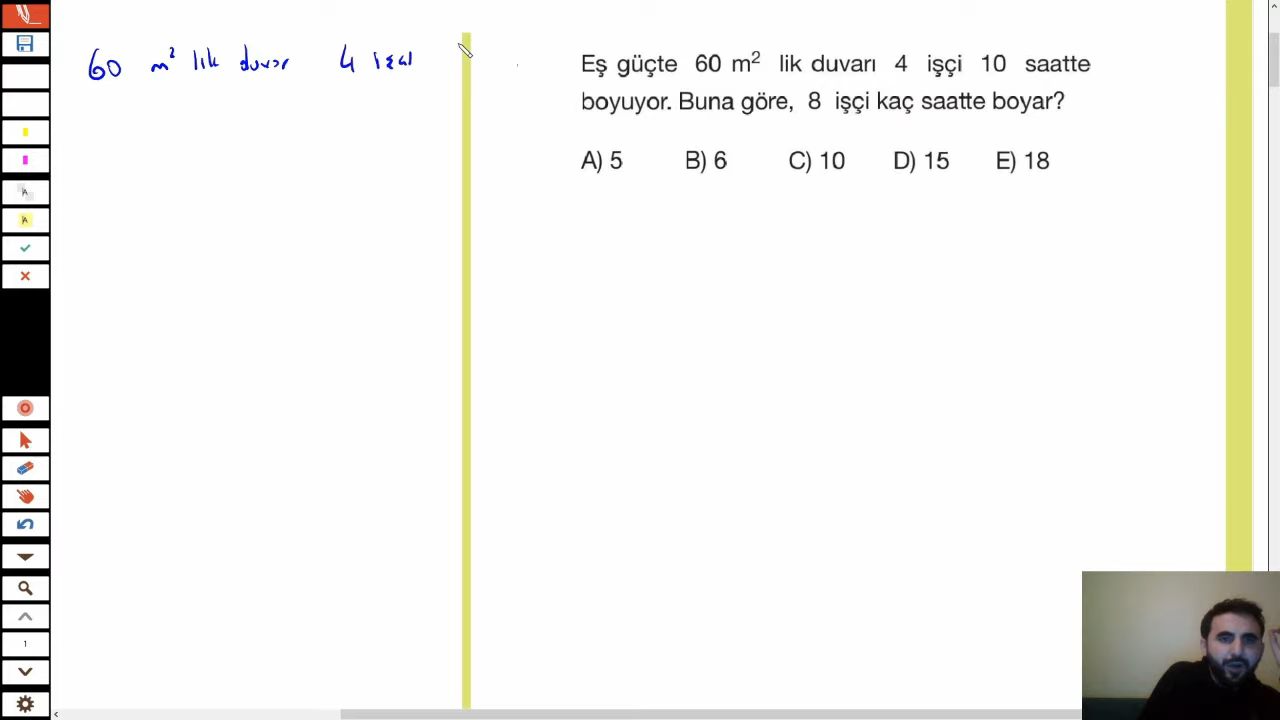 60 m² lik duvar 4 işçi
Eş güçte 60 m² lik duvarı 4 işçi 10 saatte
boyuyor. Buna göre, 8 işçi kaç saatte boyar?
A) 5 B) 6 C) 10 D) 15 E) 18
A
A
1